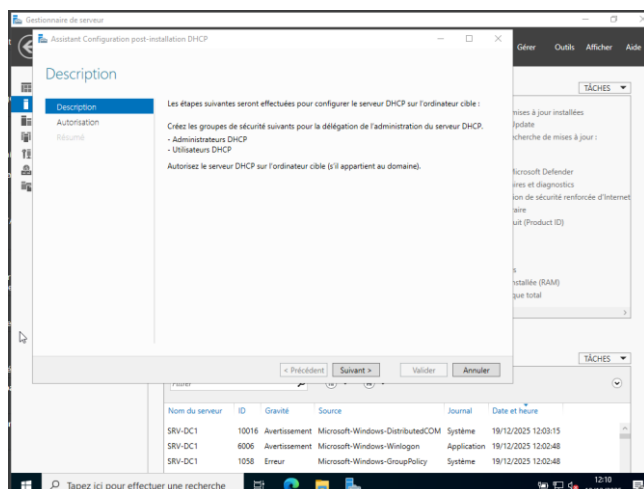 Gestionnaire de serveur
Assistant Configuration post-installation DHCP
Gérer Outils Afficher Aide
Description
Description
Autorisation
Résumé
Les étapes suivantes seront effectuées pour configurer le serveur DHCP sur l'ordinateur cible :
Créez les groupes de sécurité suivants pour la délégation de l'administration du serveur DHCP.
- Administrateurs DHCP
- Utilisateurs DHCP
Autorisez le serveur DHCP sur l'ordinateur cible (s'il appartient au domaine).
< Précédent Suivant > Valider Annuler
TÂCHES
mises à jour installées
Update
echerche de mises à jour :
Microsoft Defender
ires et diagnostics
ion de sécurité renforcée d'Internet
aire
uit (Product ID)
s
nstallée (RAM)
que total
TÂCHES
Filtrer
Nom du serveur ID Gravité Source Journal Date et heure
SRV-DC1 10016 Avertissement Microsoft-Windows-DistributedCOM Système 19/12/2025 12:03:15
SRV-DC1 6006 Avertissement Microsoft-Windows-Winlogon Application 19/12/2025 12:02:48
SRV-DC1 1058 Erreur Microsoft-Windows-GroupPolicy Système 19/12/2025 12:02:48
Tapez ici pour effectuer une recherche
12:10